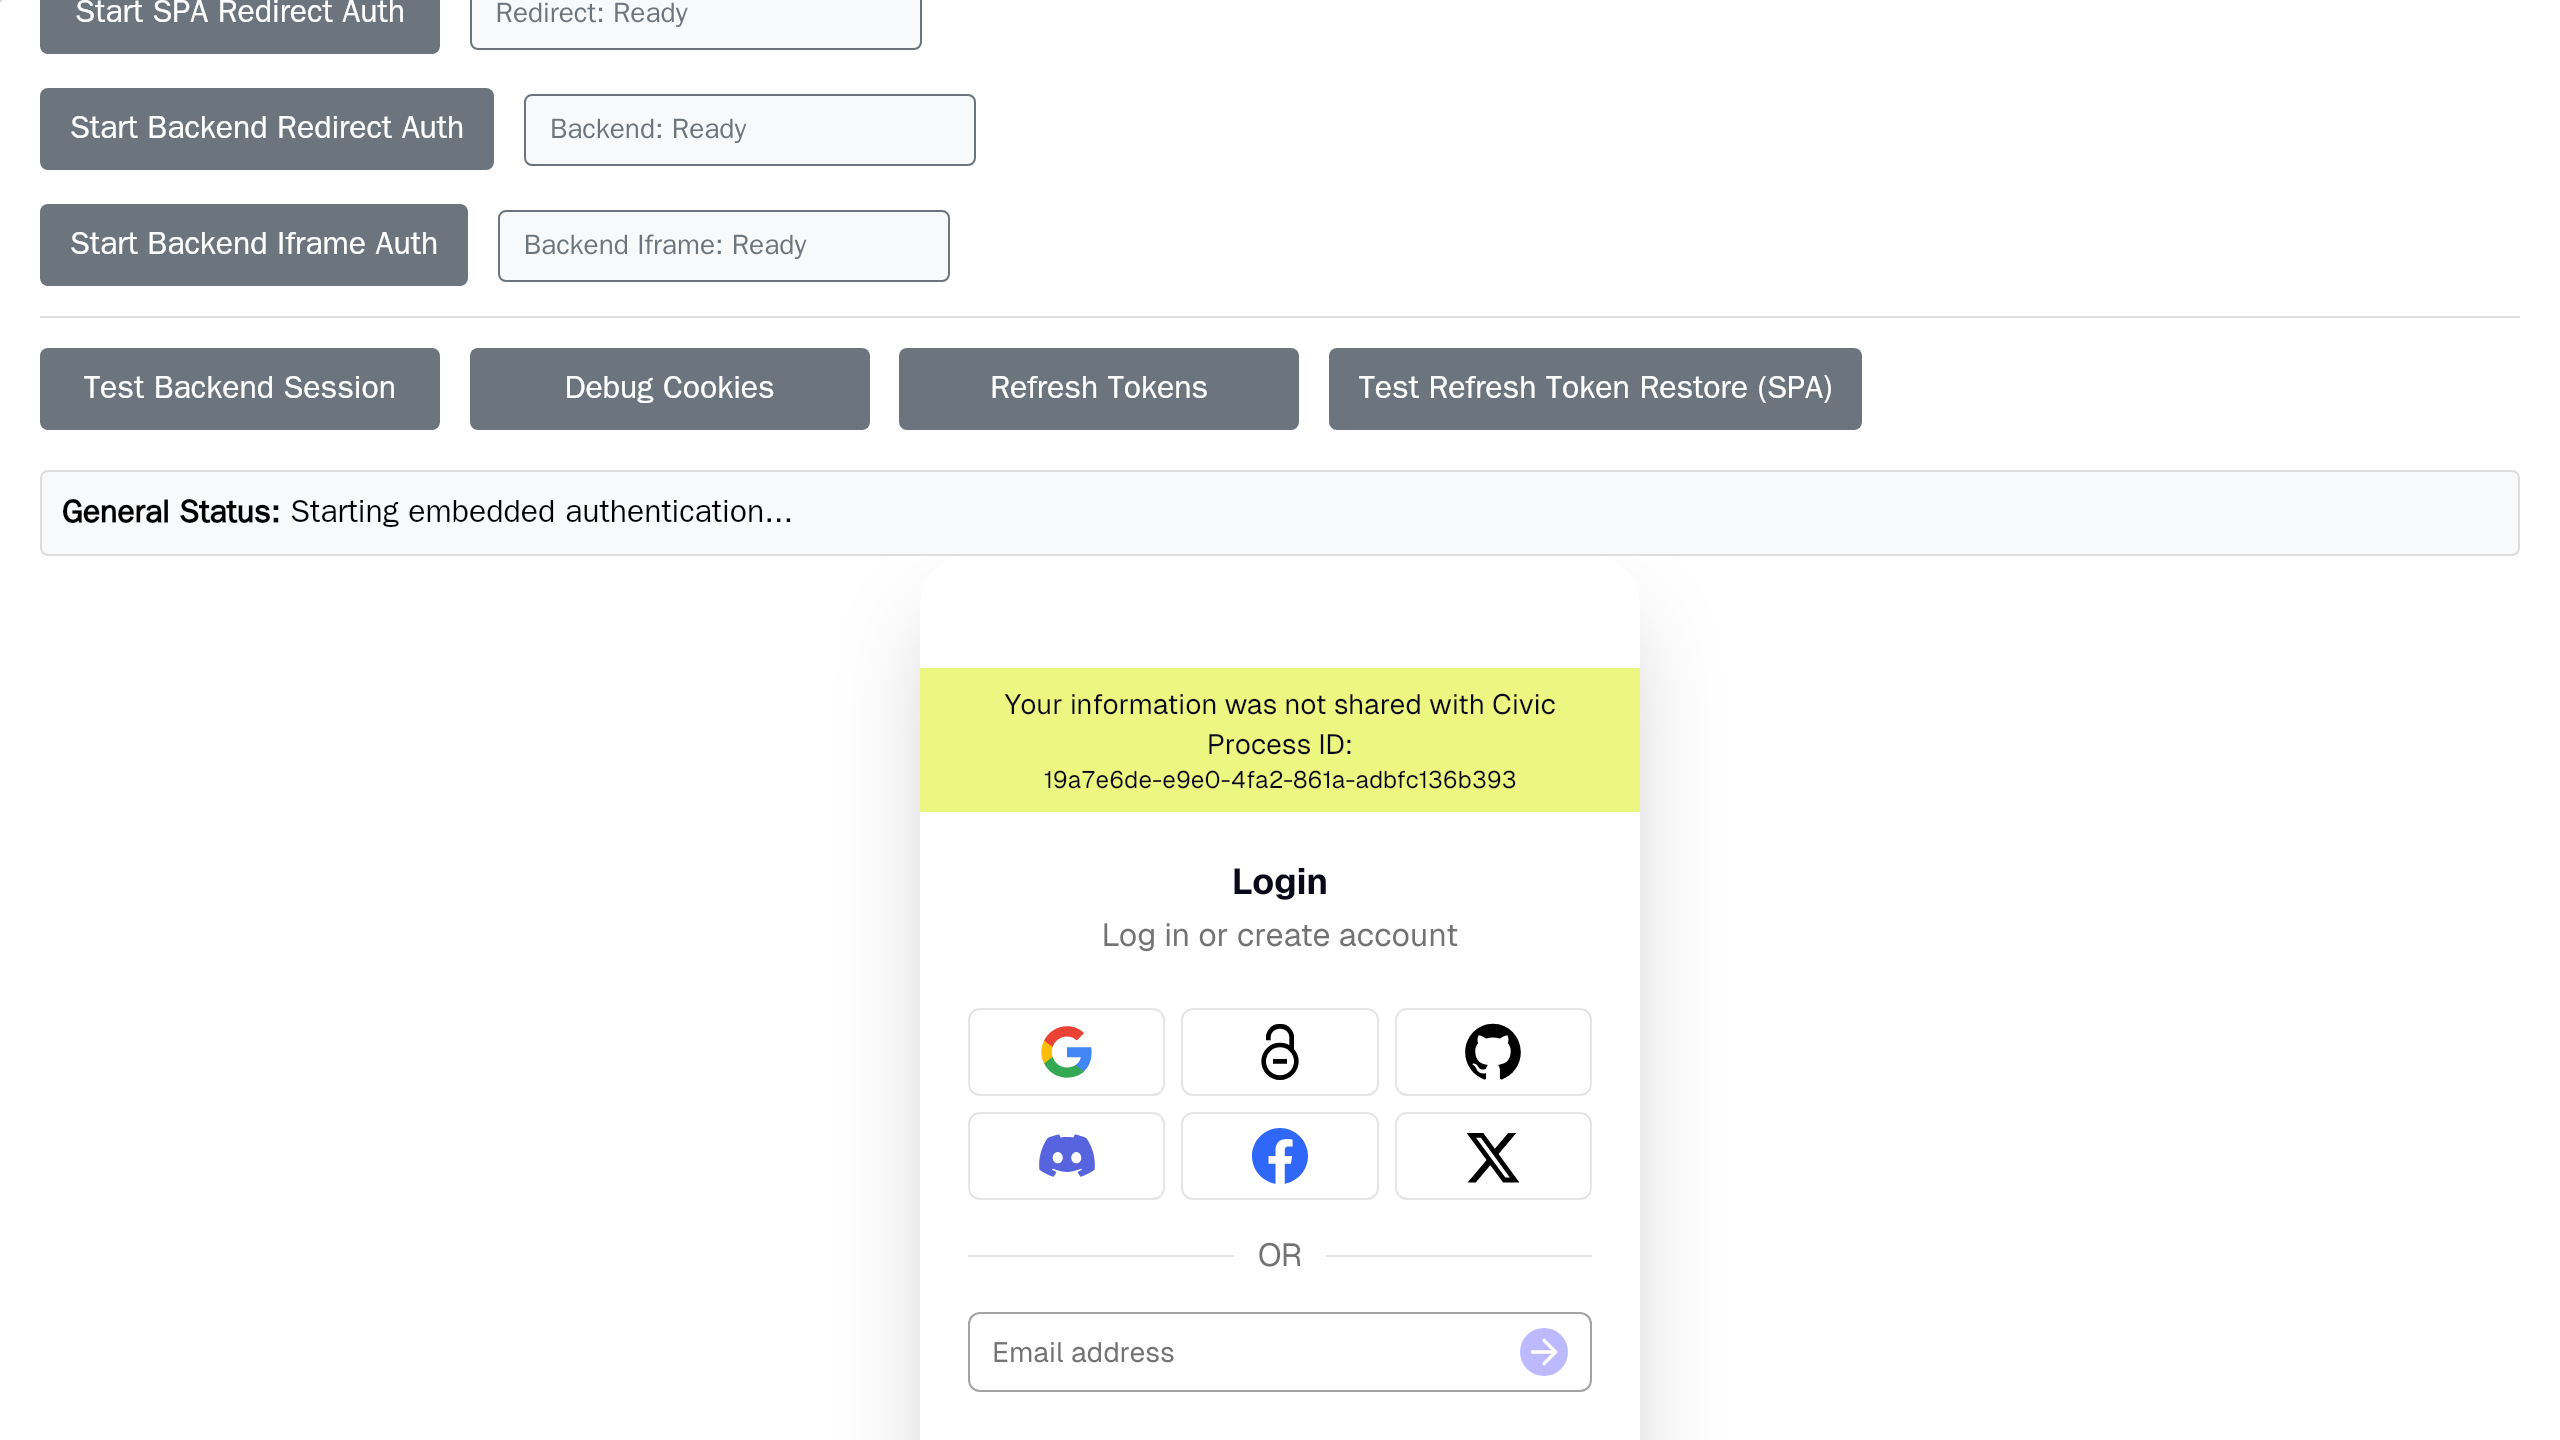 Start SPA Redirect Auth
Redirect: Ready
Start Backend Redirect Auth
Backend: Ready
Start Backend Iframe Auth
Backend Iframe: Ready
Test Backend Session
Debug Cookies
Refresh Tokens
Test Refresh Token Restore (SPA)
General Status: Starting embedded authentication...
Your information was not shared with Civic
Process ID:
19a7e6de-e9e0-4fa2-861a-adbfc136b393
Login
Log in or create account
OR
Email address